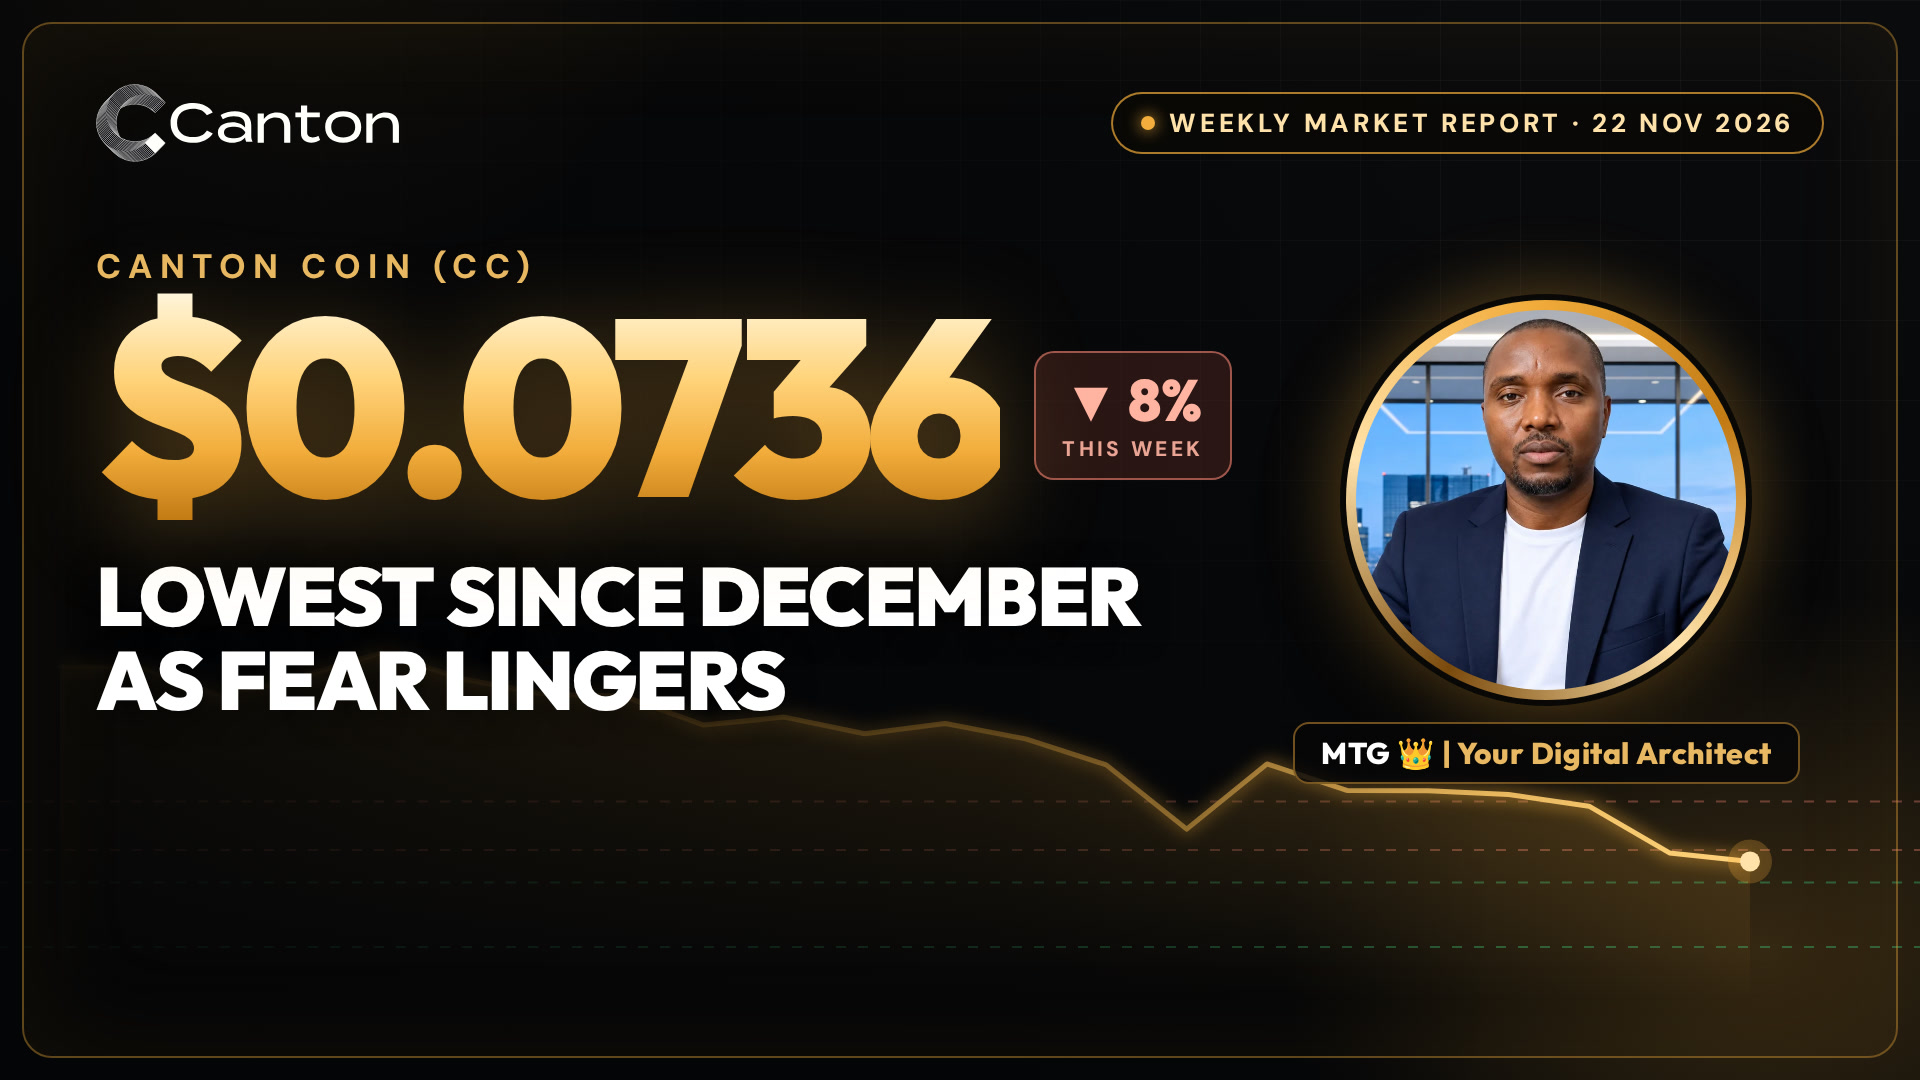 Canton
WEEKLY MARKET REPORT · 22 NOV 2026
CANTON COIN (CC)
$0.0736
▼ 8%
THIS WEEK
LOWEST SINCE DECEMBER
AS FEAR LINGERS
MTG 👑 | Your Digital Architect